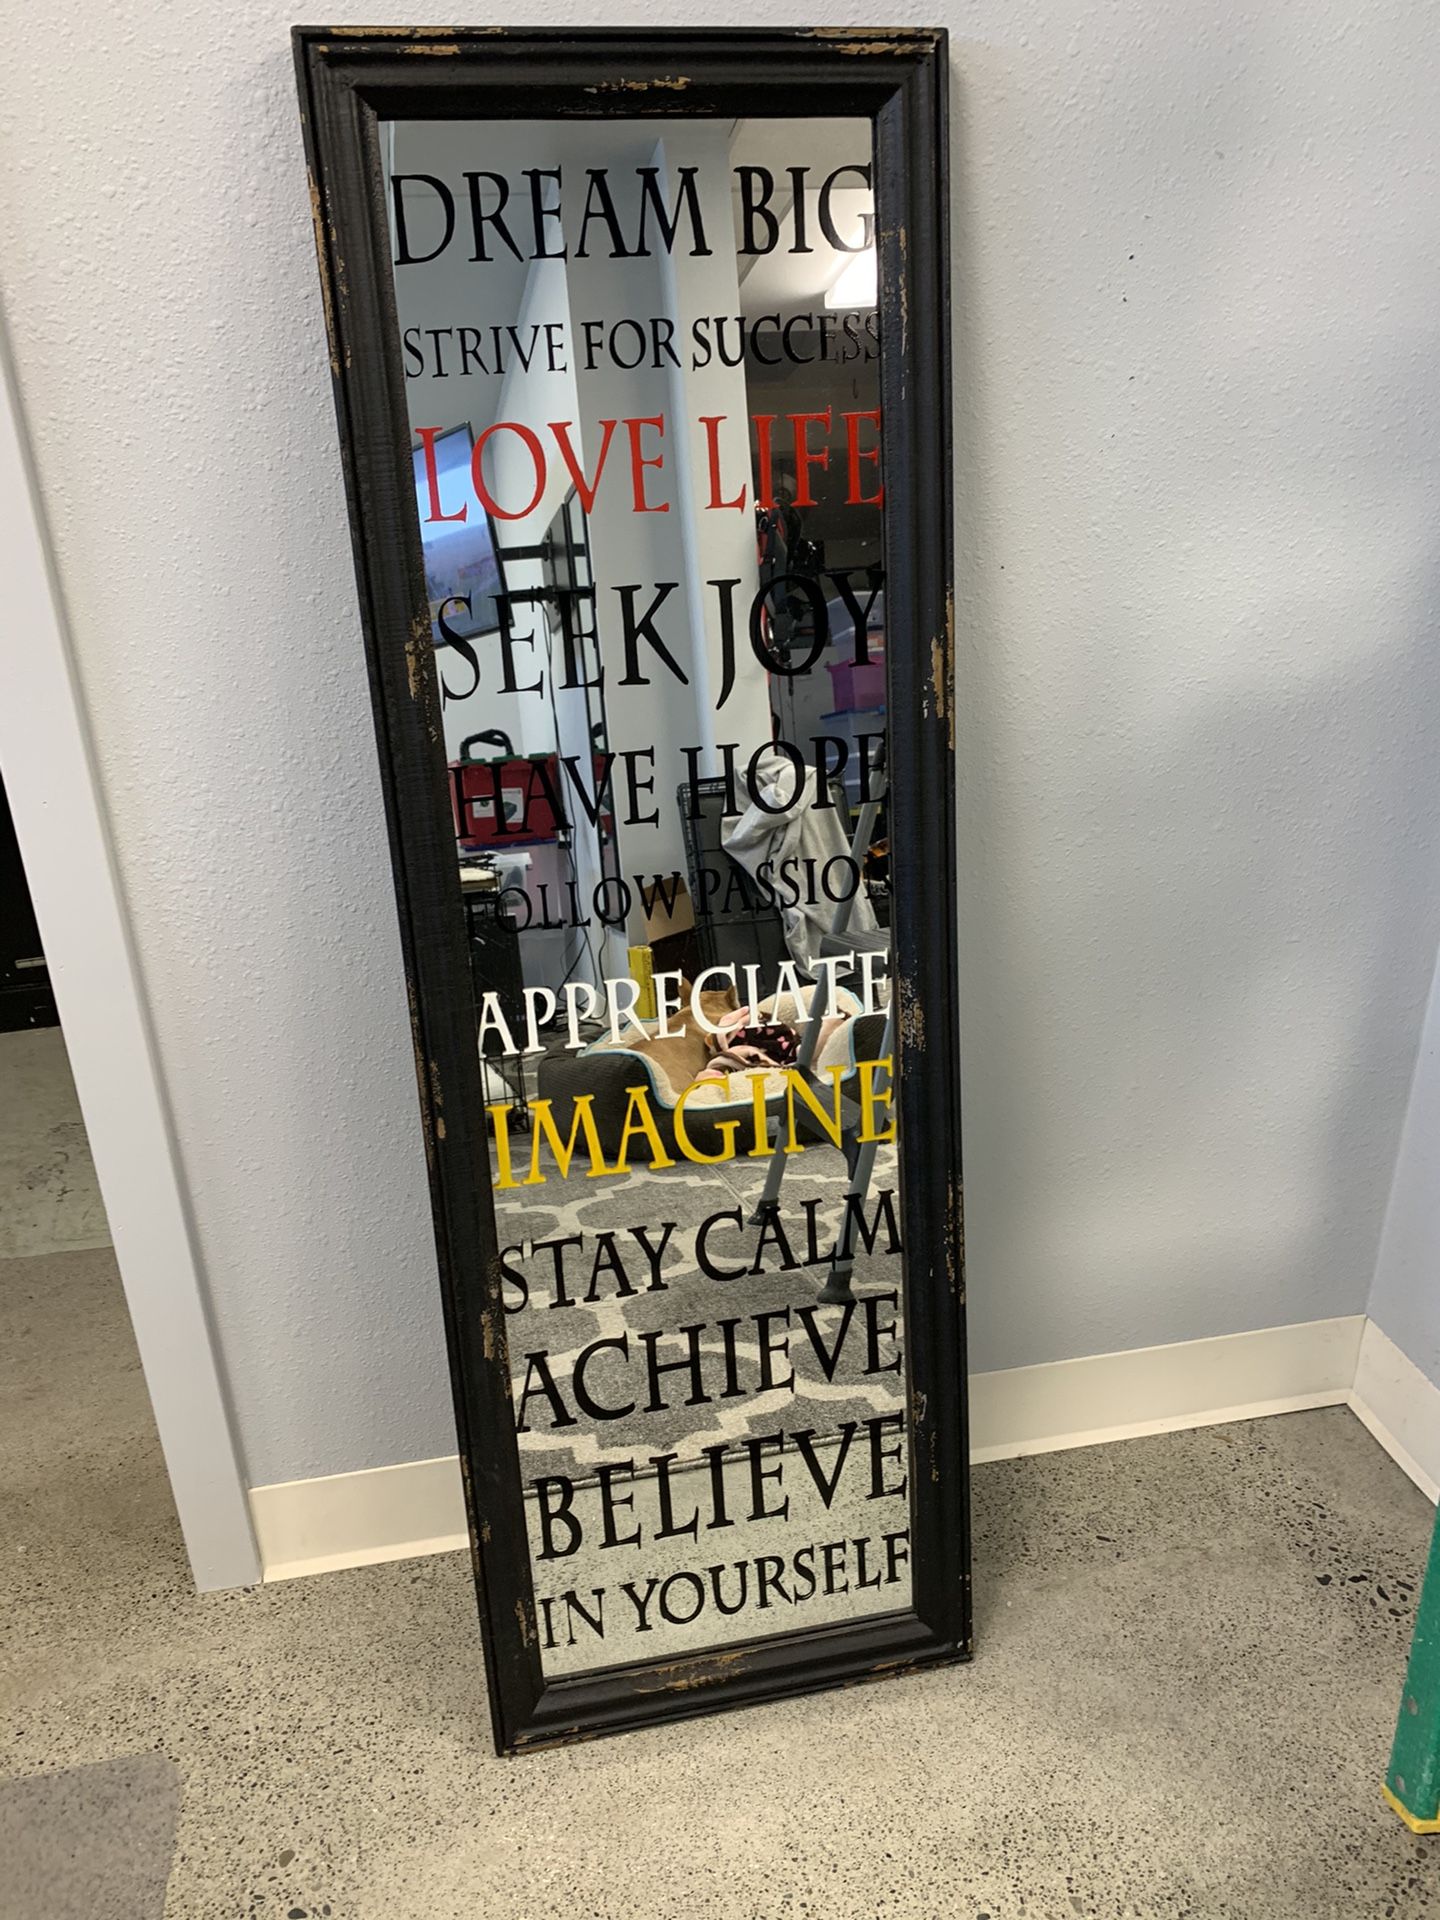 DREAM BIG
STRIVE FOR SUCCESS
LOVE LIFE
SEEK JOY
HAVE HOPE
FOLLOW PASSION
APPRECIATE
IMAGINE
STAY CALM
ACHIEVE
BELIEVE
IN YOURSELF